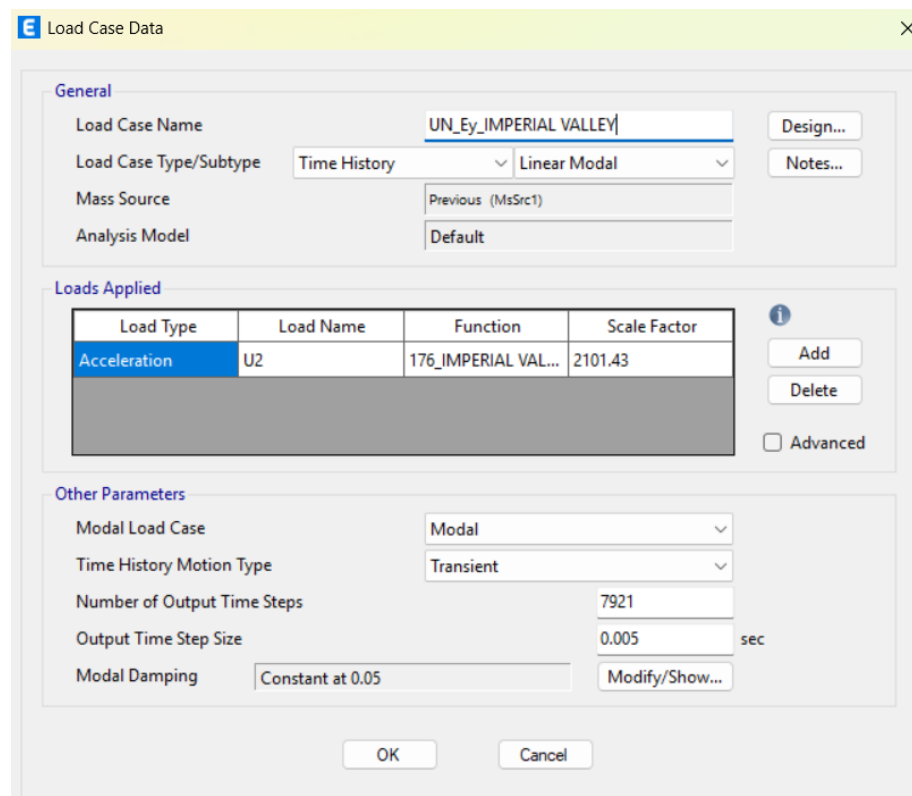 E Load Case Data
General
Load Case Name UN_Ey_IMPERIAL VALLEY Design...
Load Case Type/Subtype Time History Linear Modal Notes...
Mass Source Previous (MsSrc1)
Analysis Model Default
Loads Applied
Load Type Load Name Function Scale Factor
Acceleration U2 176_IMPERIAL VAL... 2101.43
Add
Delete
Advanced
Other Parameters
Modal Load Case Modal
Time History Motion Type Transient
Number of Output Time Steps 7921
Output Time Step Size 0.005 sec
Modal Damping Constant at 0.05 Modify/Show...
OK Cancel